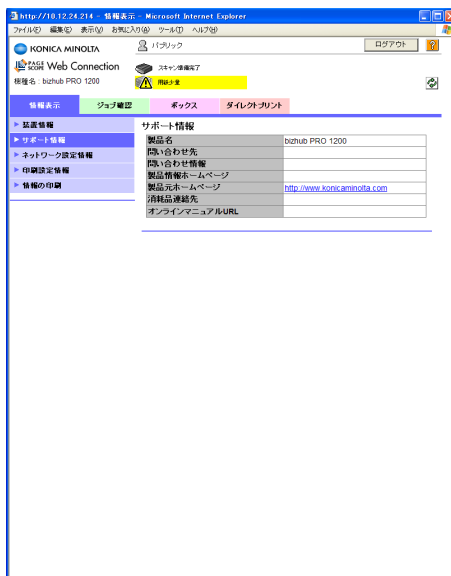 http://10.12.24.214 - 情報表示 - Microsoft Internet Explorer
ファイル(F) 編集(E) 表示(V) お気に入り(A) ツール(T) ヘルプ(H)
KONICA MINOLTA
パブリック
ログアウト
?
PAGE SCOPE Web Connection
スキャン準備完了
機種名 : bizhub PRO 1200
用紙少量
情報表示 ジョブ確認 ボックス ダイレクトプリント
装置情報
サポート情報
ネットワーク設定情報
印刷設定情報
情報の印刷
サポート情報
製品名 bizhub PRO 1200
問い合わせ先
問い合わせ情報
製品情報ホームページ
製品元ホームページ http://www.konicaminolta.com
消耗品連絡先
オンラインマニュアルURL